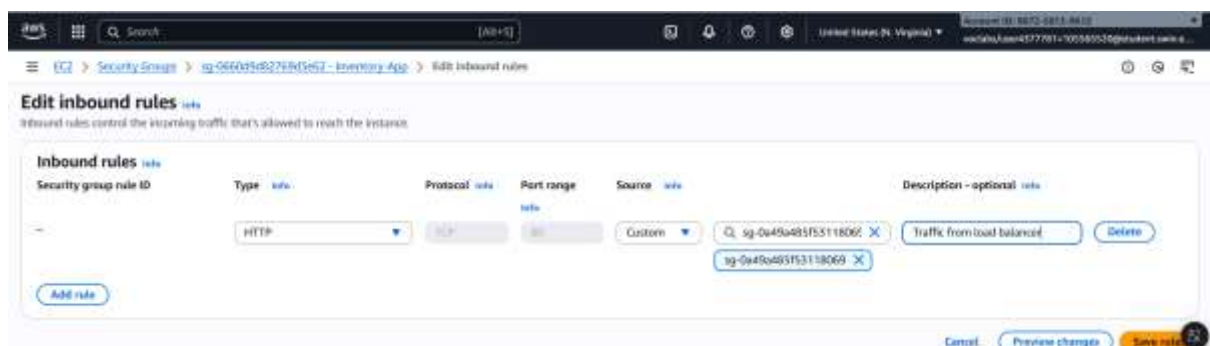 aws Search [Alt+S] United States (N. Virginia)
EC2 > Security Groups > sg-0660d9d82769d5e62 - Inventory-App > Edit inbound rules
Edit inbound rules Info
Inbound rules control the incoming traffic that's allowed to reach the instance.
Inbound rules Info
Security group rule ID Type Info Protocol Info Port range Info Source Info Description - optional Info
- HTTP TCP 80 Custom Traffic from load balancer Delete
sg-0a49a485f53118069
Add rule
Cancel Preview changes Save rules